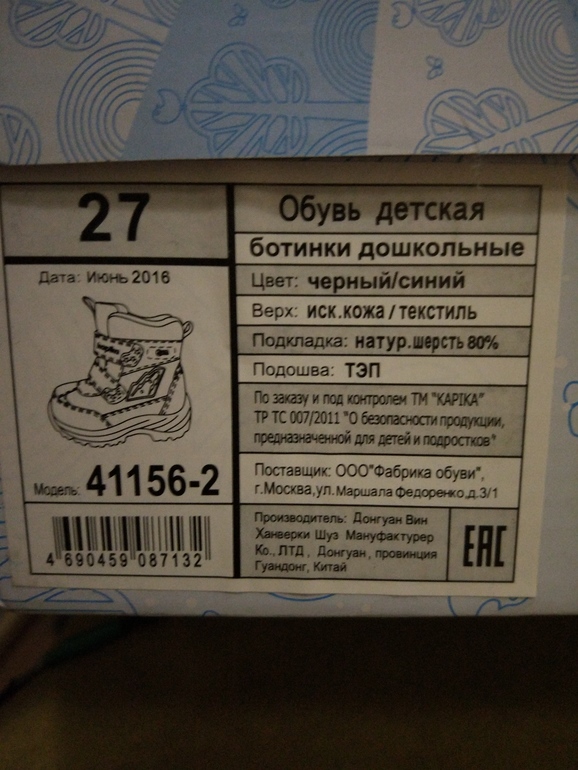 27
Дата: Июнь 2016
Модель: 41156-2
4 690459 087132
Обувь детская
ботинки дошкольные
Цвет: черный/синий
Верх: иск.кожа / текстиль
Подкладка: натур.шерсть 80%
Подошва: ТЭП
По заказу и под контролем ТМ "KAPIKA"
ТР ТС 007/2011 "О безопасности продукции,
предназначенной для детей и подростков"
Поставщик: ООО"Фабрика обуви",
г.Москва,ул.Маршала Федоренко,д.3/1
Производитель: Донгуан Вин
Ханверки Шуз Мануфактурер
Ко., ЛТД , Донгуан, провинция
Гуандонг, Китай
EAC